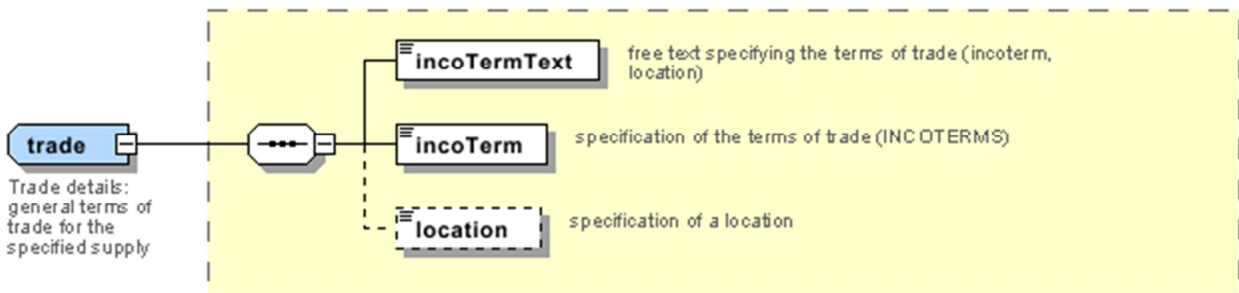 incoTermText
free text specifying the terms of trade (incoterm,
location)
trade
incoTerm
specification of the terms of trade (INCOTERMS)
Trade details:
general terms of
trade for the
specified supply
location
specification of a location